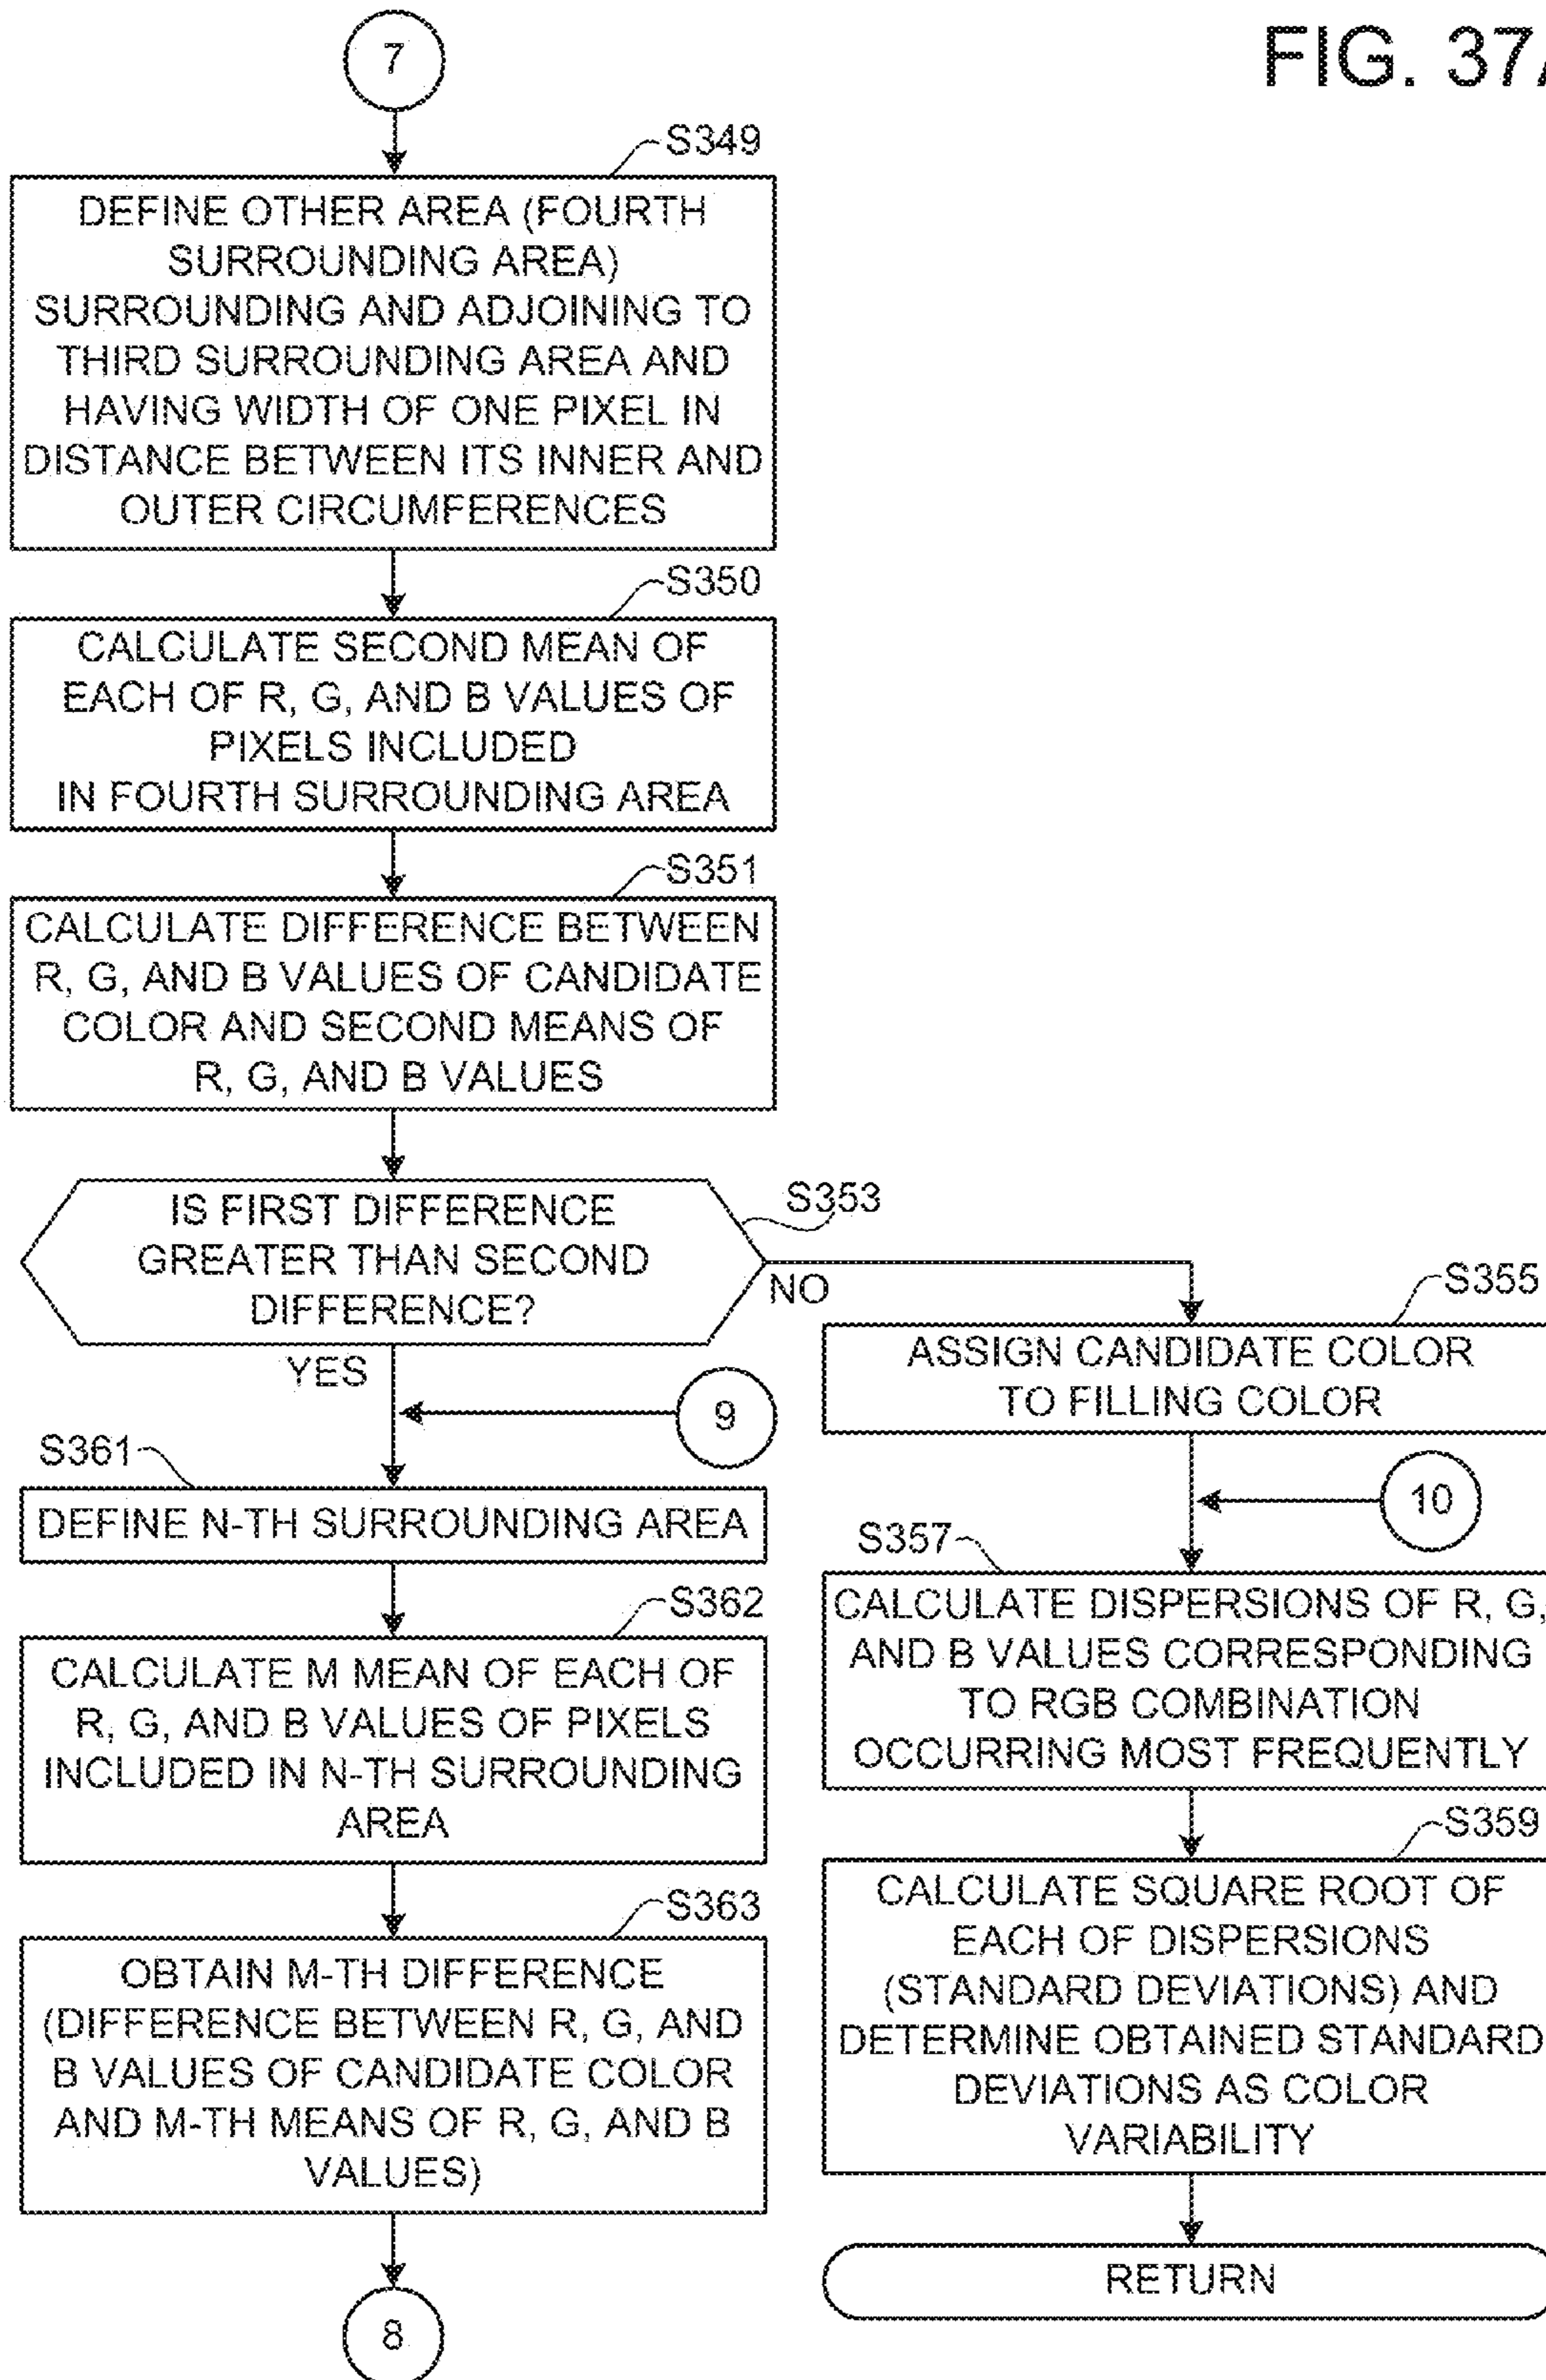 FIG. 37A
7
S349
DEFINE OTHER AREA (FOURTH
SURROUNDING AREA)
SURROUNDING AND ADJOINING TO
THIRD SURROUNDING AREA AND
HAVING WIDTH OF ONE PIXEL IN
DISTANCE BETWEEN ITS INNER AND
OUTER CIRCUMFERENCES
S350
CALCULATE SECOND MEAN OF
EACH OF R, G, AND B VALUES OF
PIXELS INCLUDED
IN FOURTH SURROUNDING AREA
S351
CALCULATE DIFFERENCE BETWEEN
R, G, AND B VALUES OF CANDIDATE
COLOR AND SECOND MEANS OF
R, G, AND B VALUES
S353
IS FIRST DIFFERENCE
GREATER THAN SECOND
DIFFERENCE?
NO
YES
9
S361
DEFINE N-TH SURROUNDING AREA
S362
CALCULATE M MEAN OF EACH OF
R, G, AND B VALUES OF PIXELS
INCLUDED IN N-TH SURROUNDING
AREA
S363
OBTAIN M-TH DIFFERENCE
(DIFFERENCE BETWEEN R, G, AND
B VALUES OF CANDIDATE COLOR
AND M-TH MEANS OF R, G, AND B
VALUES)
8
S355
ASSIGN CANDIDATE COLOR
TO FILLING COLOR
10
S357
CALCULATE DISPERSIONS OF R, G,
AND B VALUES CORRESPONDING
TO RGB COMBINATION
OCCURRING MOST FREQUENTLY
S359
CALCULATE SQUARE ROOT OF
EACH OF DISPERSIONS
(STANDARD DEVIATIONS) AND
DETERMINE OBTAINED STANDARD
DEVIATIONS AS COLOR
VARIABILITY
RETURN